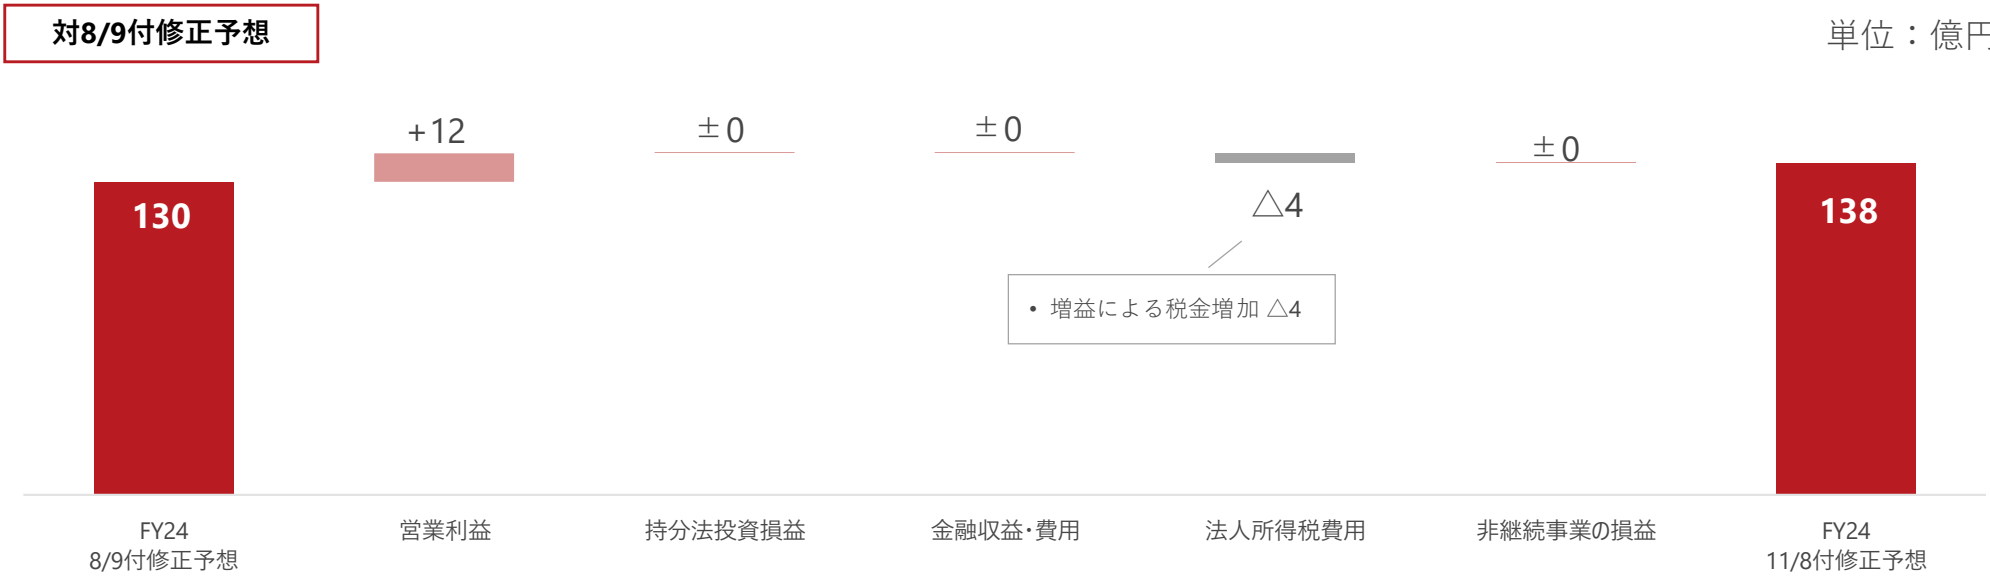 対8/9付修正予想
単位：億円
+12
±0
±0
±0
130
△4
138
• 増益による税金増加 △4
FY24
8/9付修正予想
営業利益
持分法投資損益
金融収益・費用
法人所得税費用
非継続事業の損益
FY24
11/8付修正予想